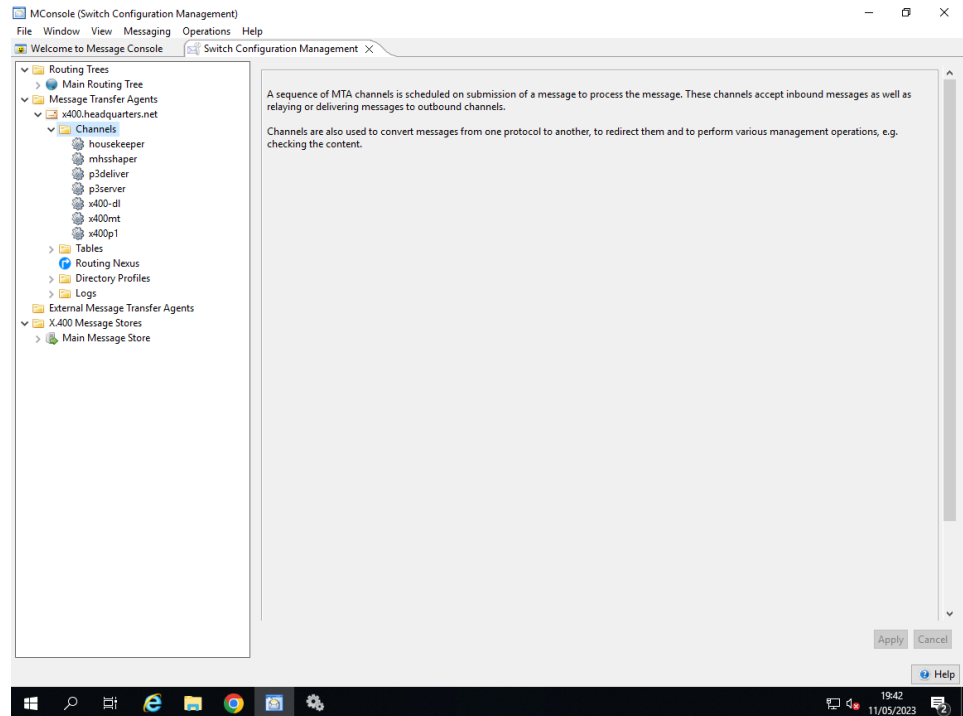 MConsole (Switch Configuration Management)
File Window View Messaging Operations Help
Welcome to Message Console
Switch Configuration Management
Routing Trees
Main Routing Tree
Message Transfer Agents
x400.headquarters.net
Channels
housekeeper
mhsshaper
p3deliver
p3server
x400-dl
x400mt
x400p1
Tables
Routing Nexus
Directory Profiles
Logs
External Message Transfer Agents
X.400 Message Stores
Main Message Store
A sequence of MTA channels is scheduled on submission of a message to process the message. These channels accept inbound messages as well as
relaying or delivering messages to outbound channels.
Channels are also used to convert messages from one protocol to another, to redirect them and to perform various management operations, e.g.
checking the content.
Apply Cancel
Help
19:42
11/05/2023
2